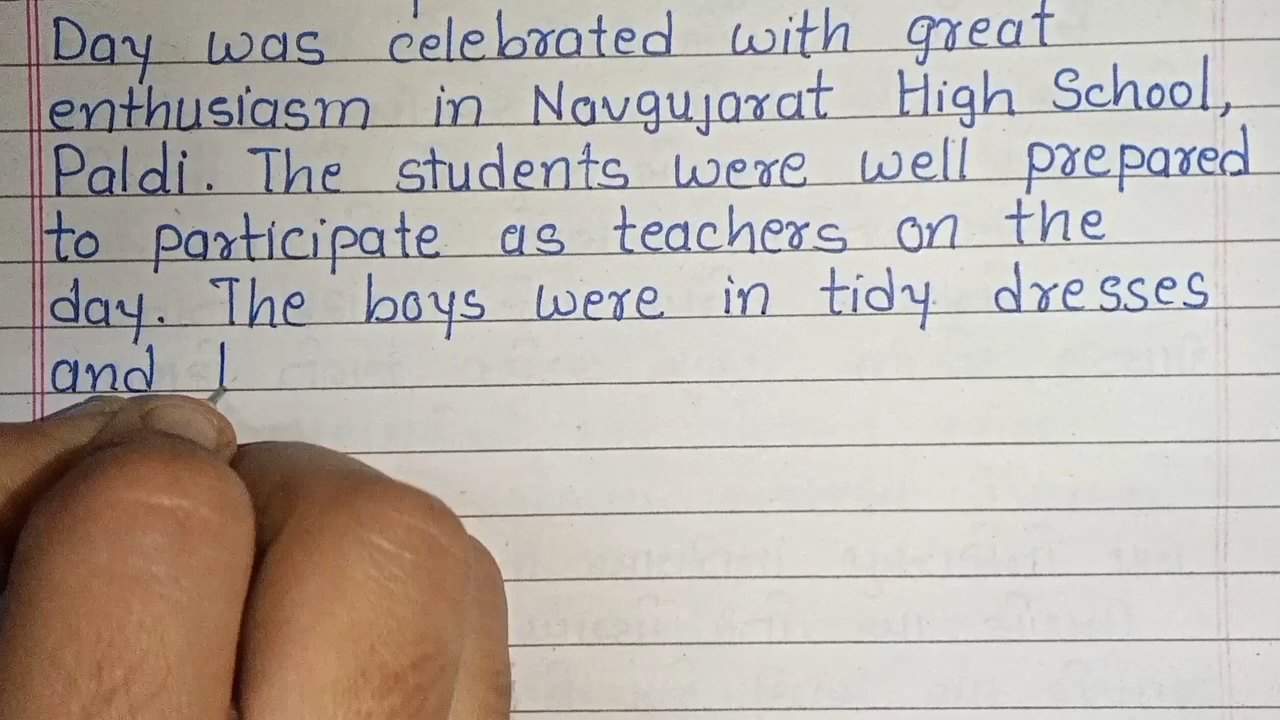 Day was celebrated with great
enthusiasm in Navgujarat High School,
Paldi. The students were well prepared
to participate as teachers on the
day. The boys were in tidy dresses
and